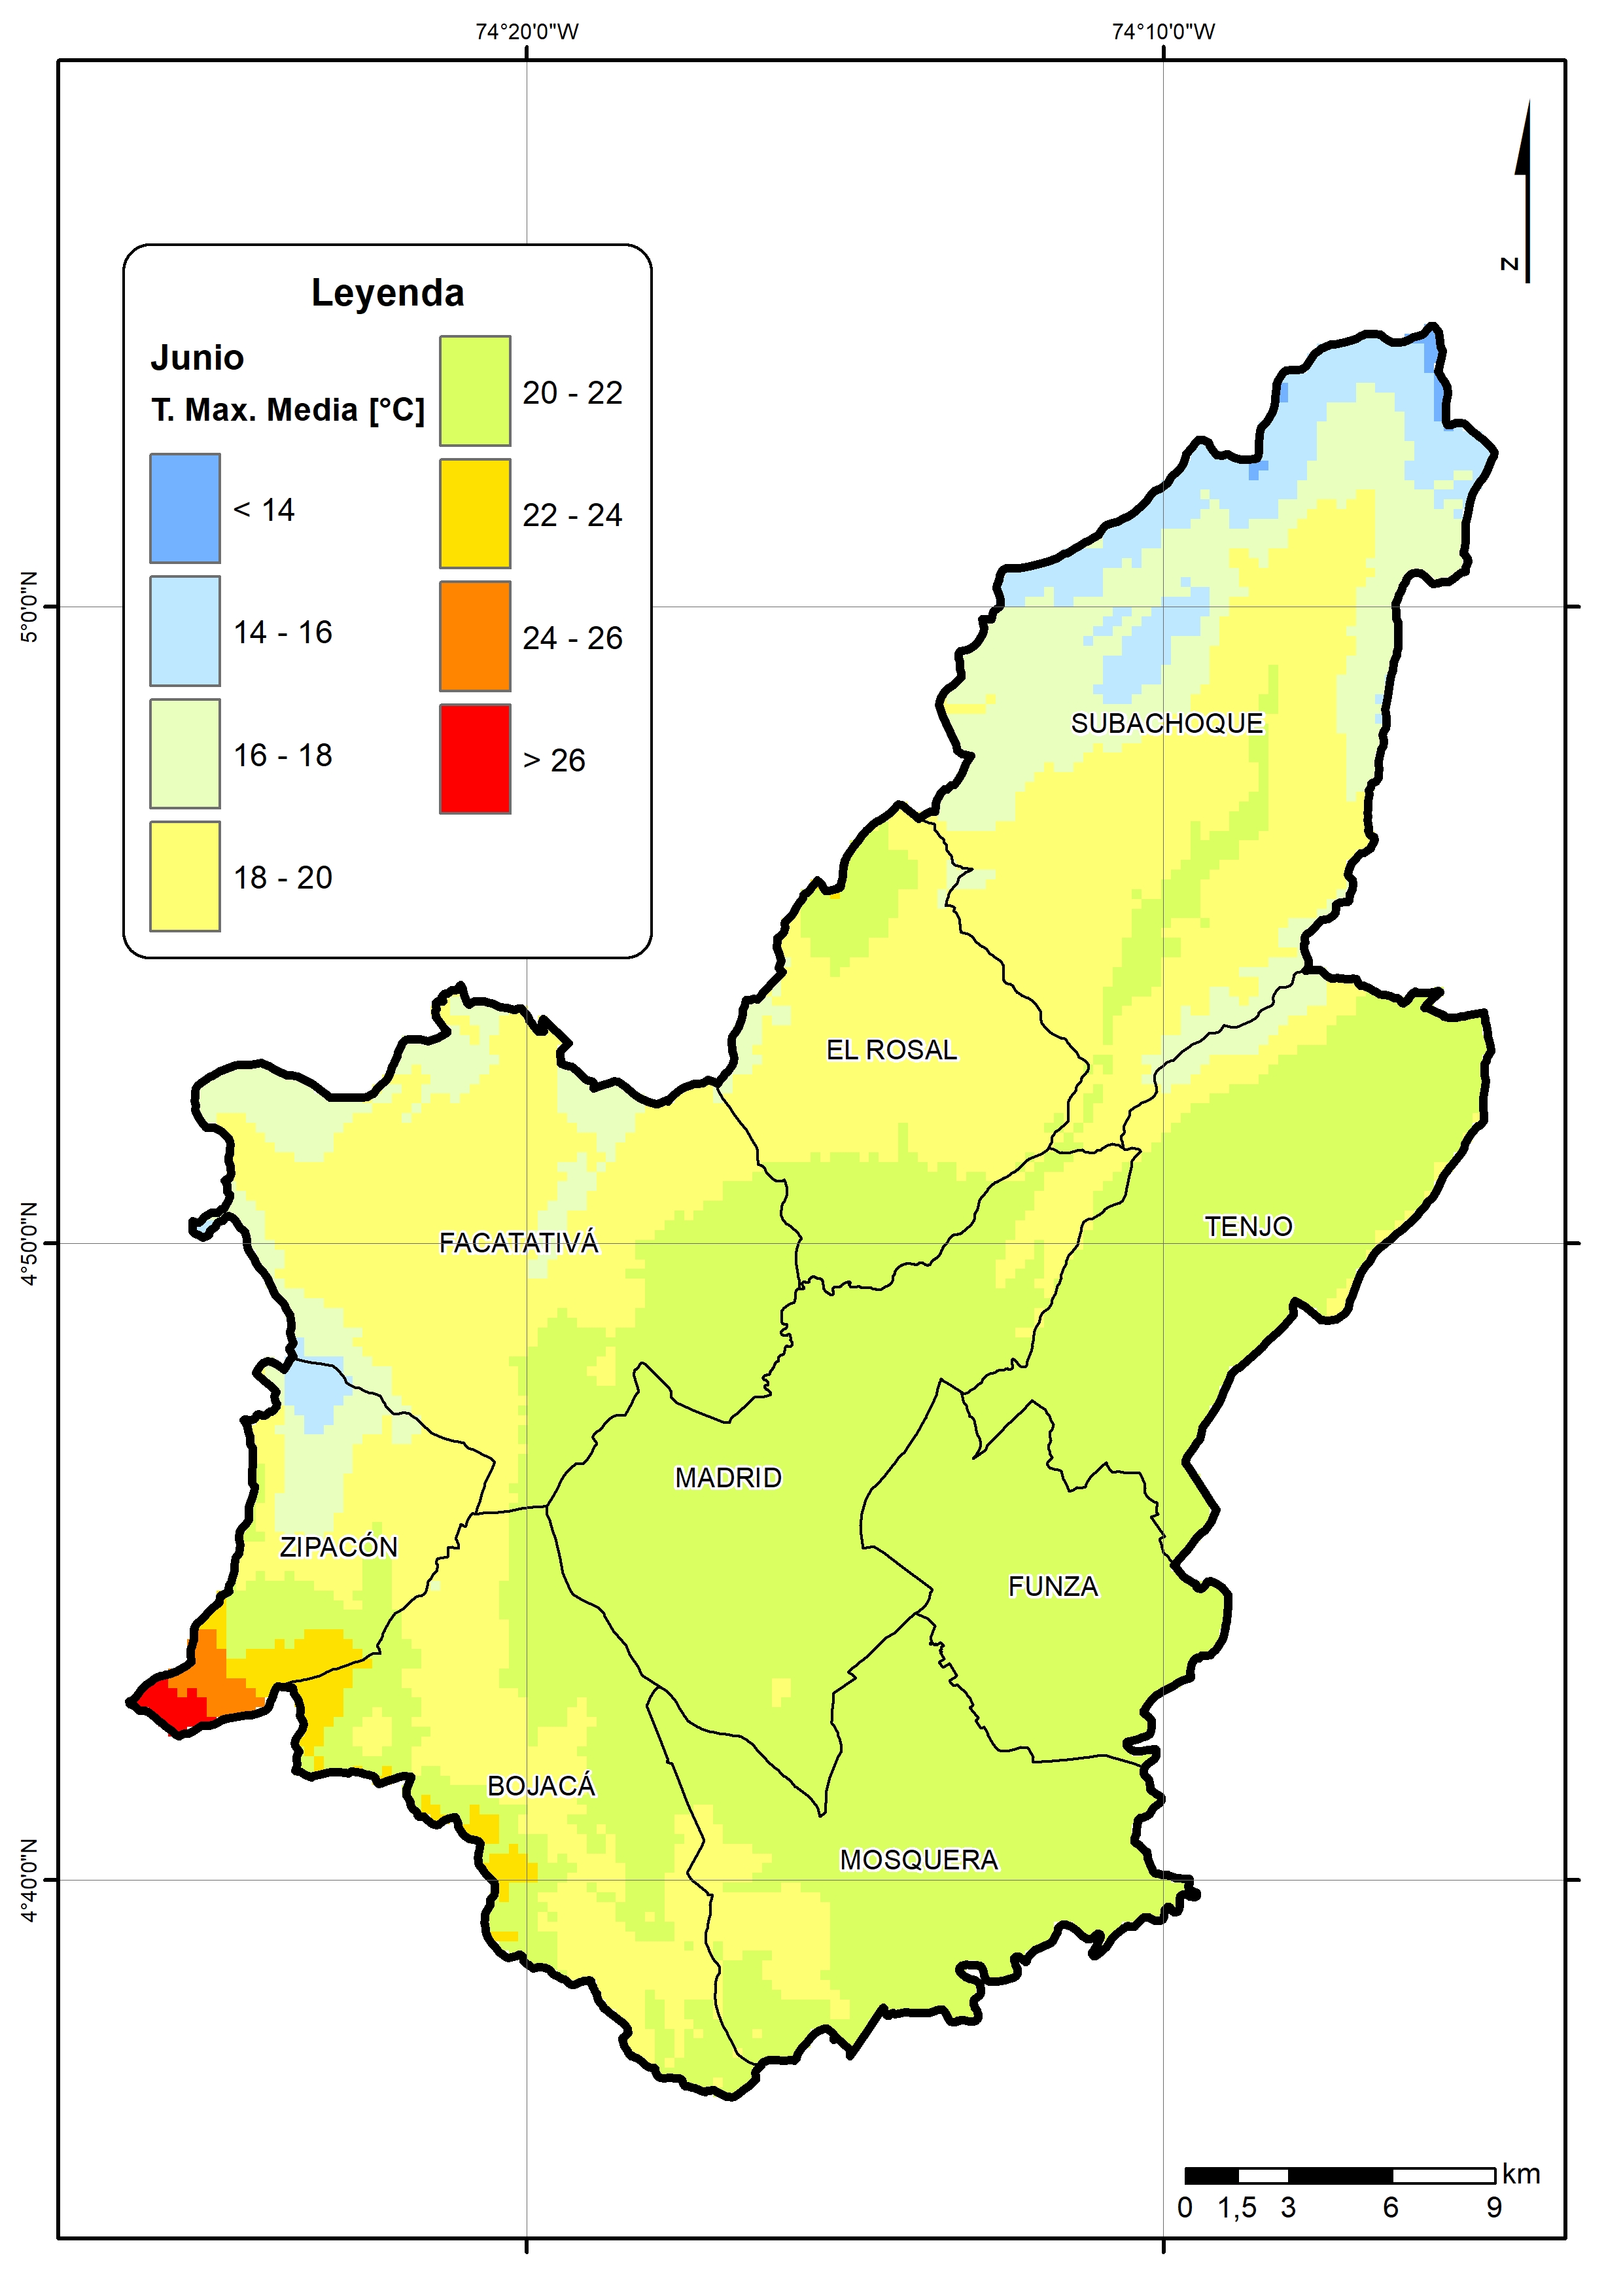 74°20'0"W
74°10'0"W
N
Leyenda
Junio
T. Max. Media [°C]
< 14
14 - 16
16 - 18
18 - 20
20 - 22
22 - 24
24 - 26
> 26
5°0'0"N
4°50'0"N
4°40'0"N
SUBACHOQUE
EL ROSAL
TENJO
FACATATIVÁ
MADRID
ZIPACÓN
FUNZA
BOJACÁ
MOSQUERA
km
0 1,5 3 6 9